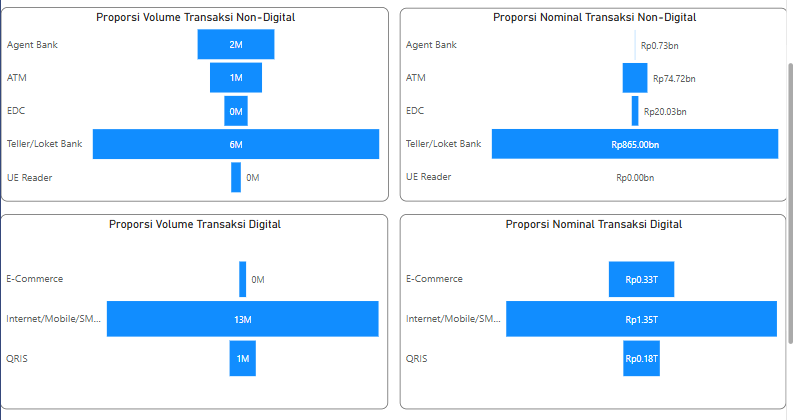 Proporsi Volume Transaksi Non-Digital
Agent Bank 2M
ATM 1M
EDC 0M
Teller/Loket Bank 6M
UE Reader 0M
Proporsi Nominal Transaksi Non-Digital
Agent Bank Rp0.73bn
ATM Rp74.72bn
EDC Rp20.03bn
Teller/Loket Bank Rp865.00bn
UE Reader Rp0.00bn
Proporsi Volume Transaksi Digital
E-Commerce 0M
Internet/Mobile/SM... 13M
QRIS 1M
Proporsi Nominal Transaksi Digital
E-Commerce Rp0.33T
Internet/Mobile/SM... Rp1.35T
QRIS Rp0.18T